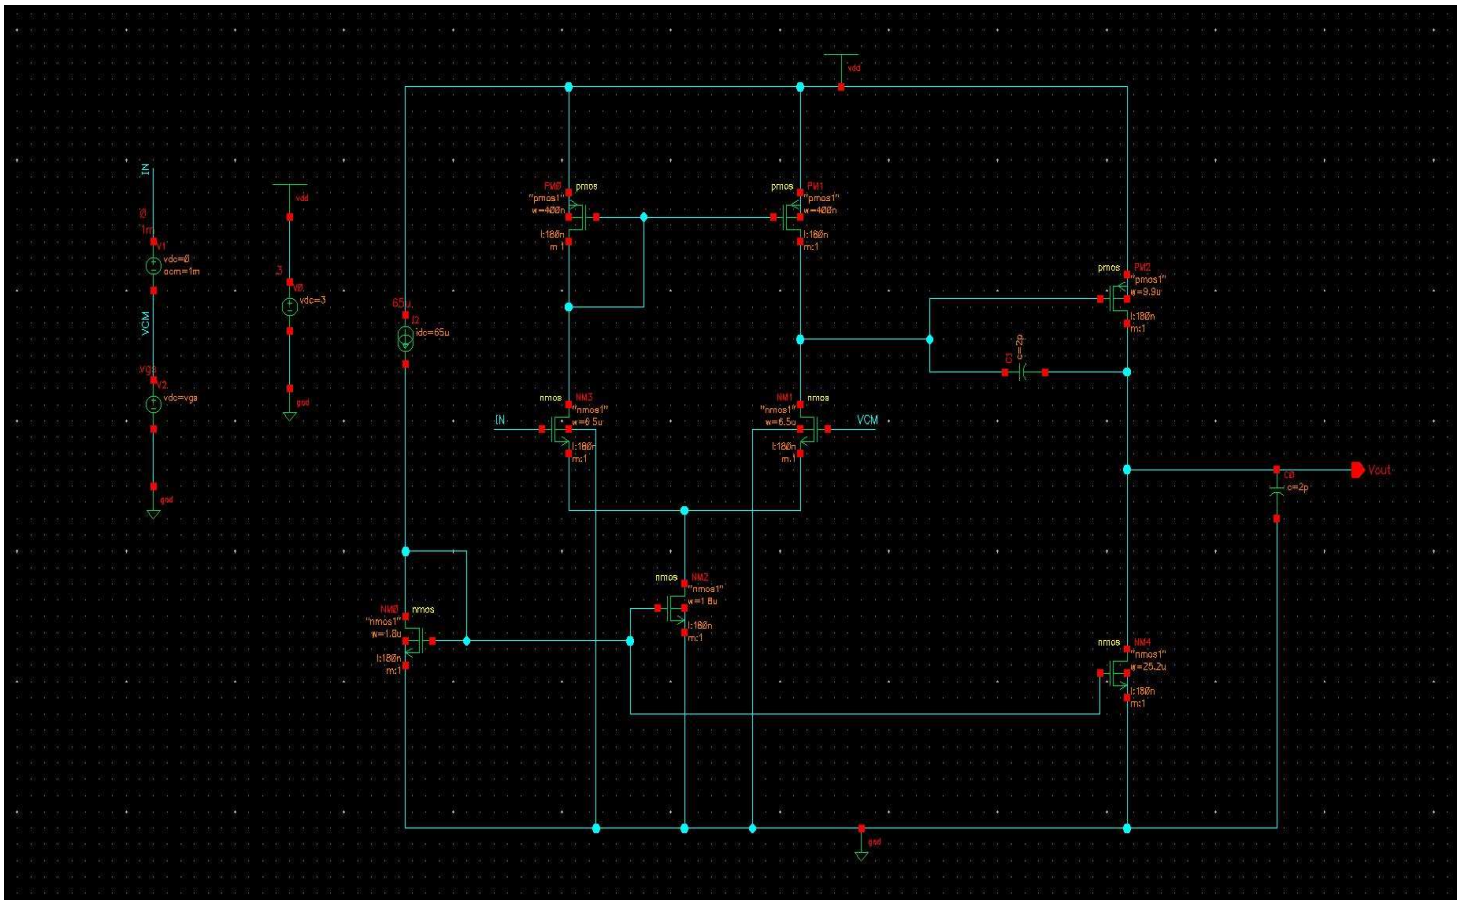 vdd
IN
PM0
pmos
"pmos1"
w=400n
l:180n
m:1
pmos
PM1
"pmos1"
w=400n
l:180n
m:1
vdd
0
1m
V1
vdc=0
acm=1m
3
V0
vdc=3
pmos
PM2
"pmos1"
w=9.9u
l:180n
m:1
65u
idc=65u
VCM
c=2p
vgs
V2
vdc=vgs
gnd
nmos
NM3
"nmos1"
w=6.5u
l:180n
m:1
IN
NM1
nmos
"nmos1"
w=6.5u
l:180n
m:1
VCM
gnd
Vout
C0
c=2p
nmos
NM2
"nmos1"
w=1.8u
l:180n
m:1
NM0
nmos
"nmos1"
w=1.8u
l:180n
m:1
nmos
NM4
"nmos1"
w=25.2u
l:180n
m:1
gnd